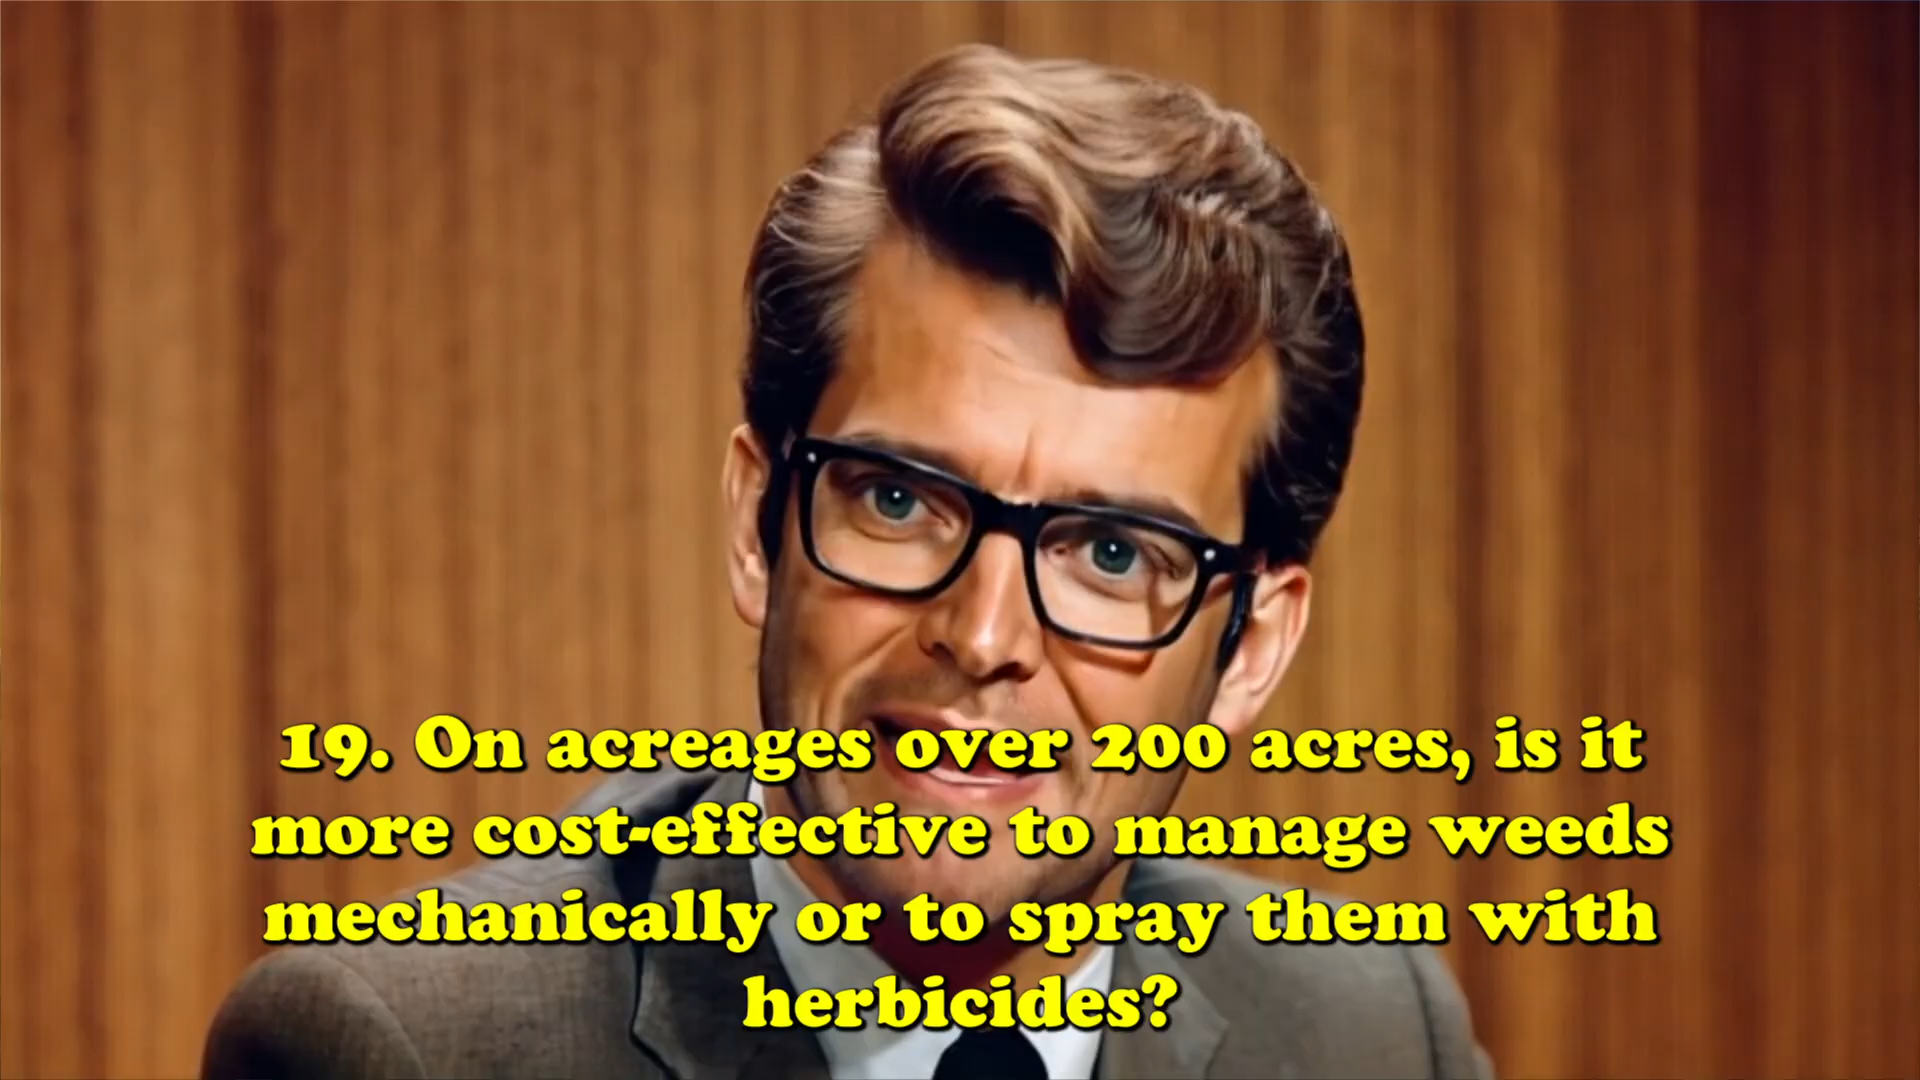 19. On acreages over 200 acres, is it
more cost-effective to manage weeds
mechanically or to spray them with
herbicides?